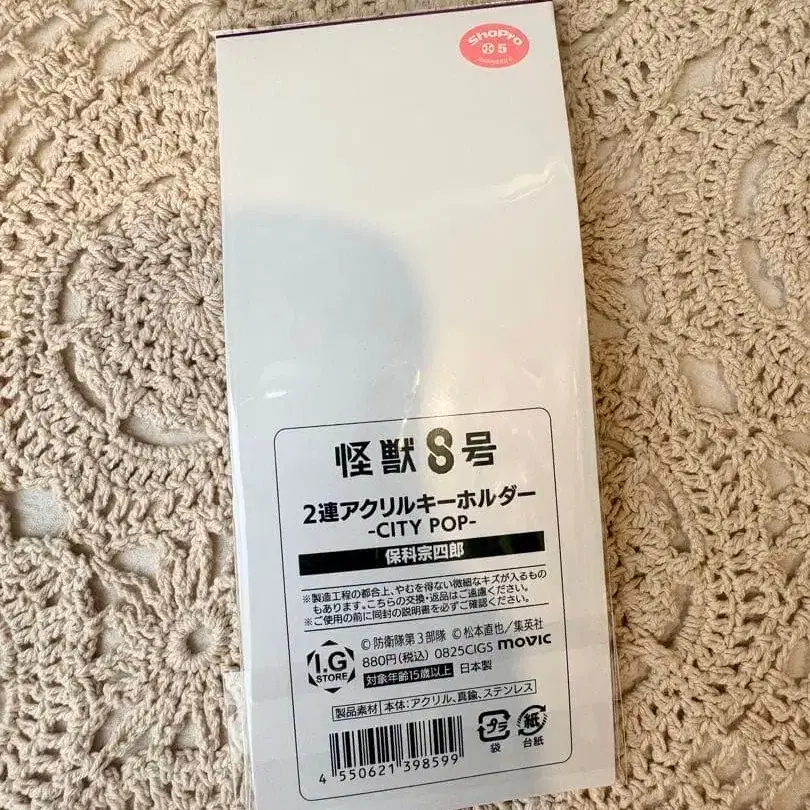 ShoPro
5
怪獣8号
2連アクリルキーホルダー
-CITY POP-
保科宗四郎
※製造工程の都合上、やむを得ない微細なキズが入るもの
もあります。こちらの交換・返品はご遠慮ください。
※ご使用の前に同封の説明書を必ずご確認ください。
I.G
STORE
©防衛隊第3部隊 ©松本直也/集英社
880円(税込) 0825CIGS movic
対象年齢15歳以上 日本製
製品素材 本体:アクリル、真鍮、ステンレス
プラ
袋
紙
台紙
4 550621 398599